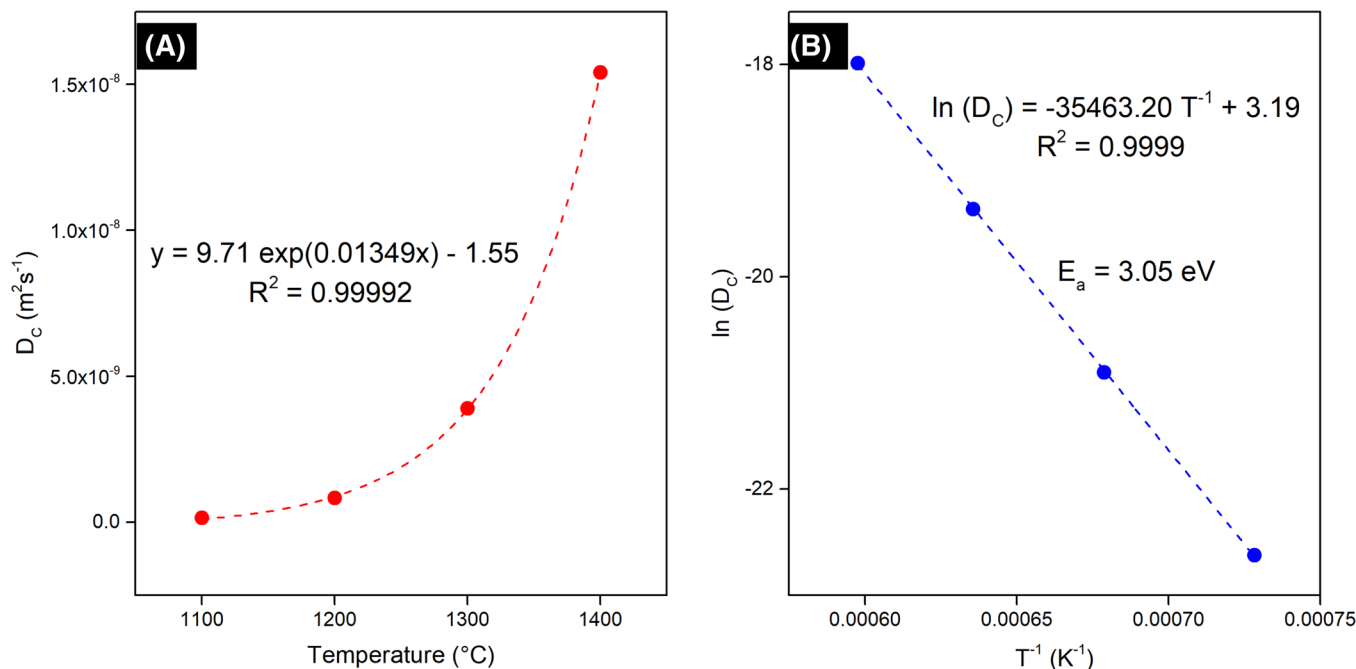 (A)
1.5x10⁻⁸
1.0x10⁻⁸
5.0x10⁻⁹
0.0
D_C (m²s⁻¹)
y = 9.71 exp(0.01349x) - 1.55
R² = 0.99992
1100 1200 1300 1400
Temperature (°C)
(B)
-18
-20
-22
ln (D_C)
ln (D_C) = -35463.20 T⁻¹ + 3.19
R² = 0.9999
E_a = 3.05 eV
0.00060 0.00065 0.00070 0.00075
T⁻¹ (K⁻¹)